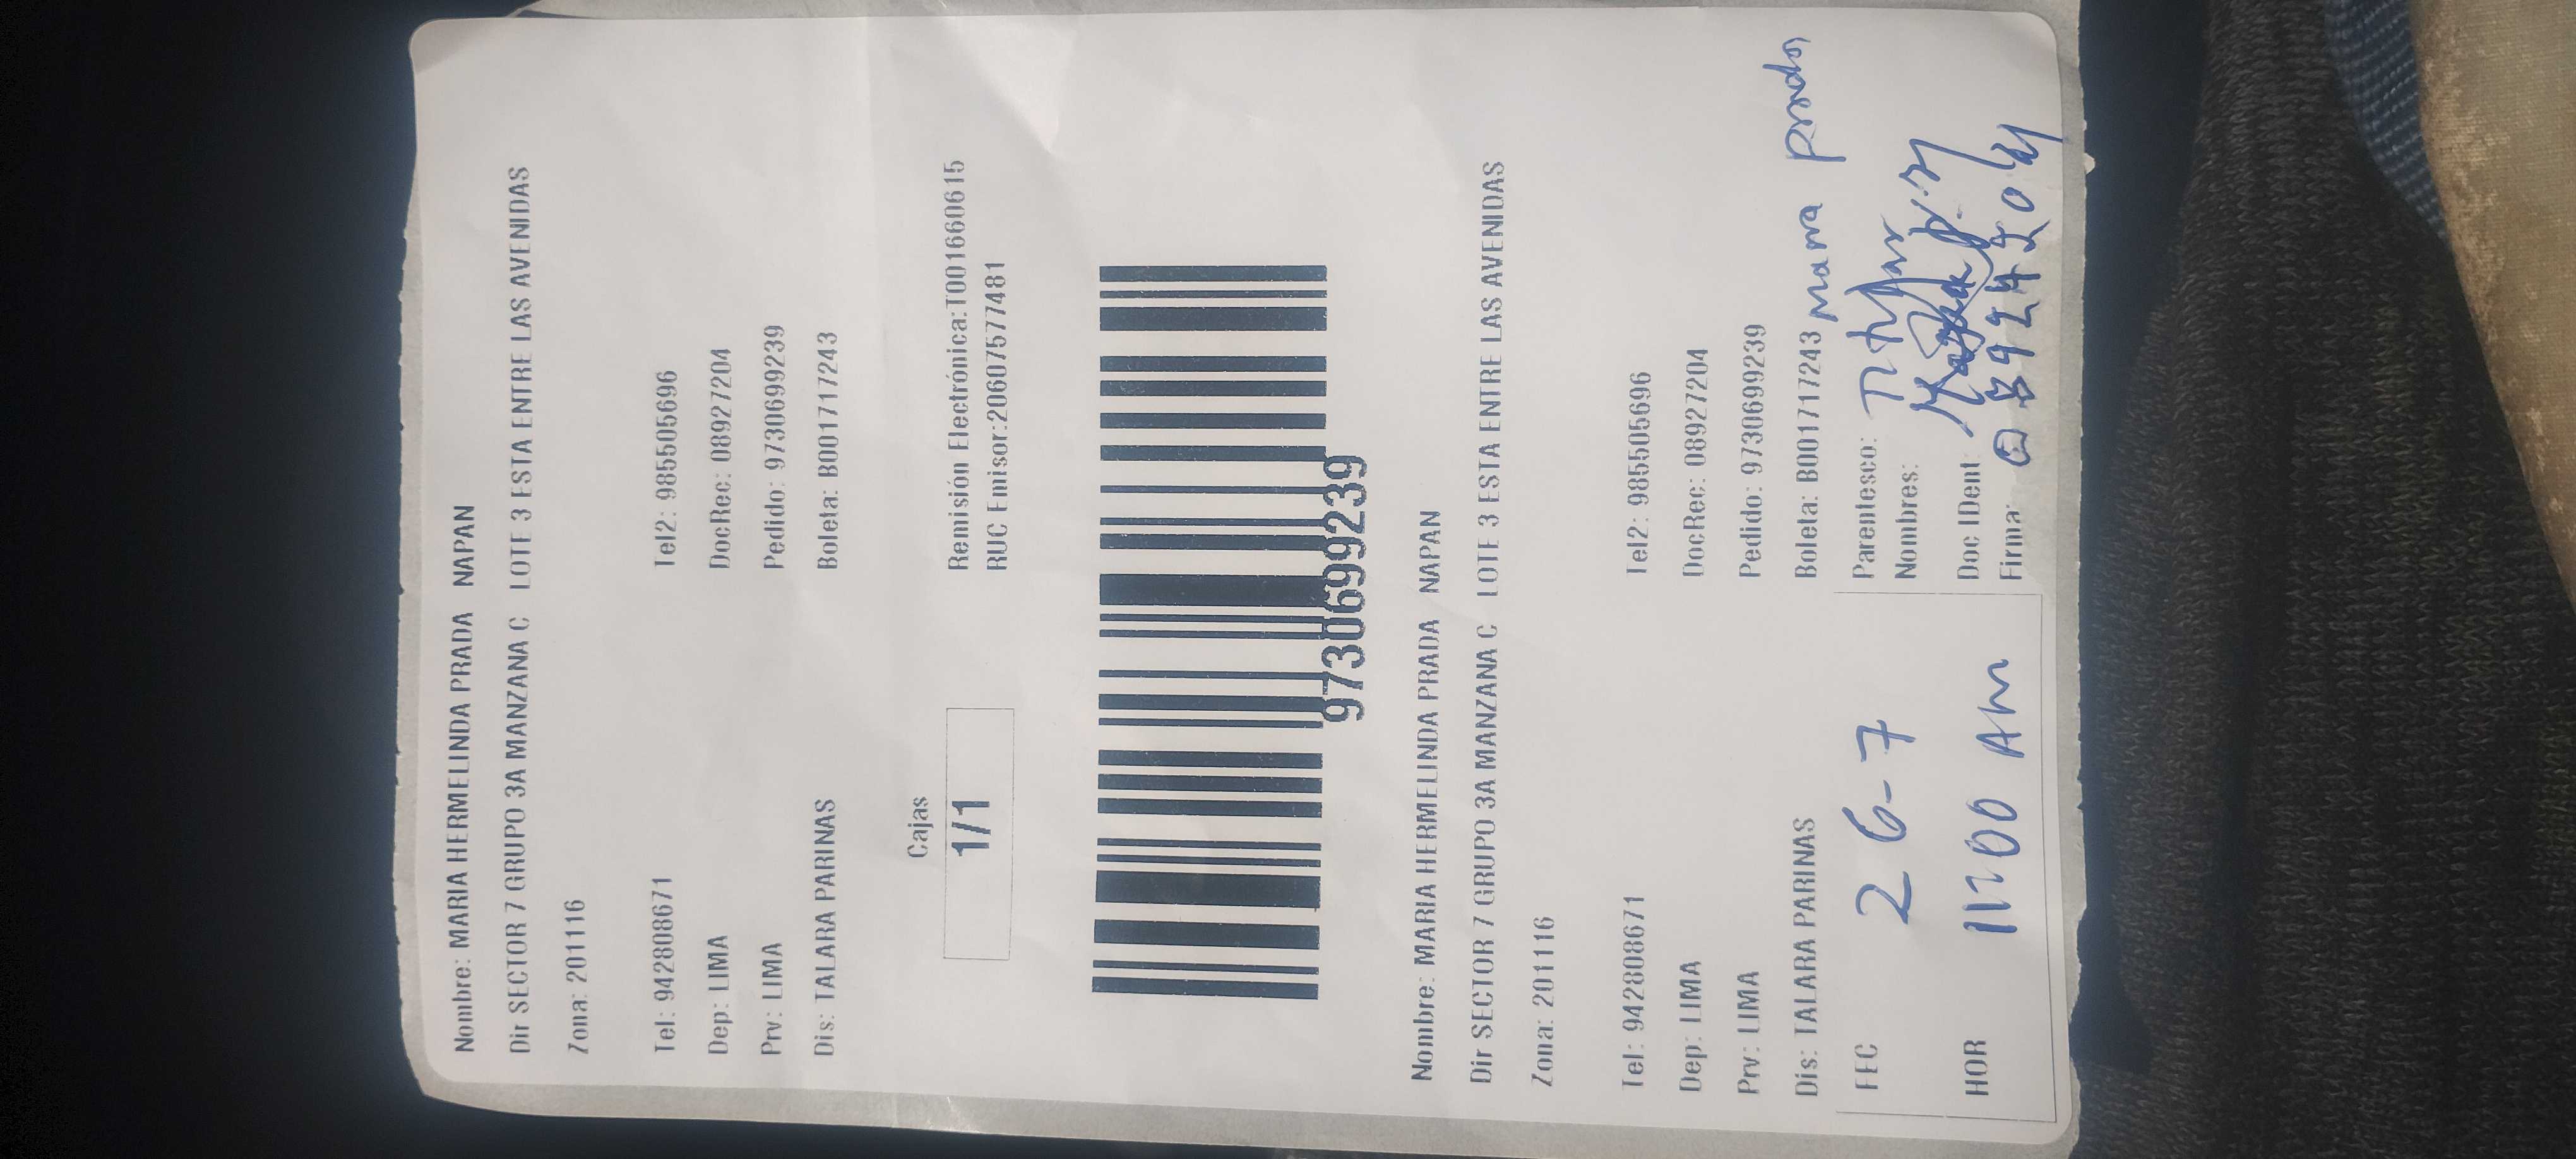 Nombre: MARIA HERMELINDA PRADA NAPAN
Dir SECTOR 7 GRUPO 3A MANZANA C LOTE 3 ESTA ENTRE LAS AVENIDAS
Zona: 201116
Tel: 942808671 Tel2: 985505696
Dep: LIMA DocRec: 08927204
Prv: LIMA Pedido: 9730699239
Dis: TALARA PARINAS Boleta: B001717243
Cajas
1/1
Remisión Electrónica:T001660615
RUC Emisor:20607577481
9730699239
Nombre: MARIA HERMELINDA PRADA NAPAN
Dir SECTOR 7 GRUPO 3A MANZANA C LOTE 3 ESTA ENTRE LAS AVENIDAS
Zona: 201116
Tel: 942808671 Tel2: 985505696
Dep: LIMA DocRec: 08927204
Prv: LIMA Pedido: 9730699239
Dis: TALARA PARINAS Boleta: B001717243
FEC 26-7 Parentesco: Titular
Nombres:
HOR 11:00 AM Doc IDent:
Firma: